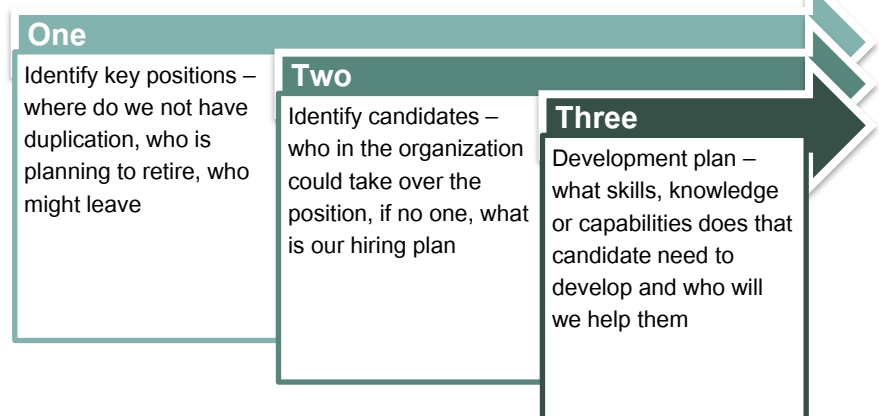 One
Identify key positions –
where do we not have
duplication, who is
planning to retire, who
might leave
Two
Identify candidates –
who in the organization
could take over the
position, if no one, what
is our hiring plan
Three
Development plan –
what skills, knowledge
or capabilities does that
candidate need to
develop and who will
we help them